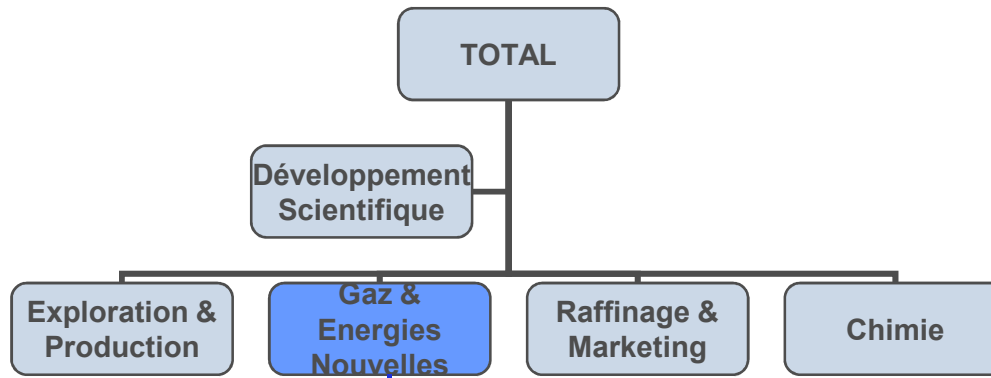 TOTAL
Développement
Scientifique
Exploration &
Production
Gaz &
Energies
Nouvelles
Raffinage &
Marketing
Chimie